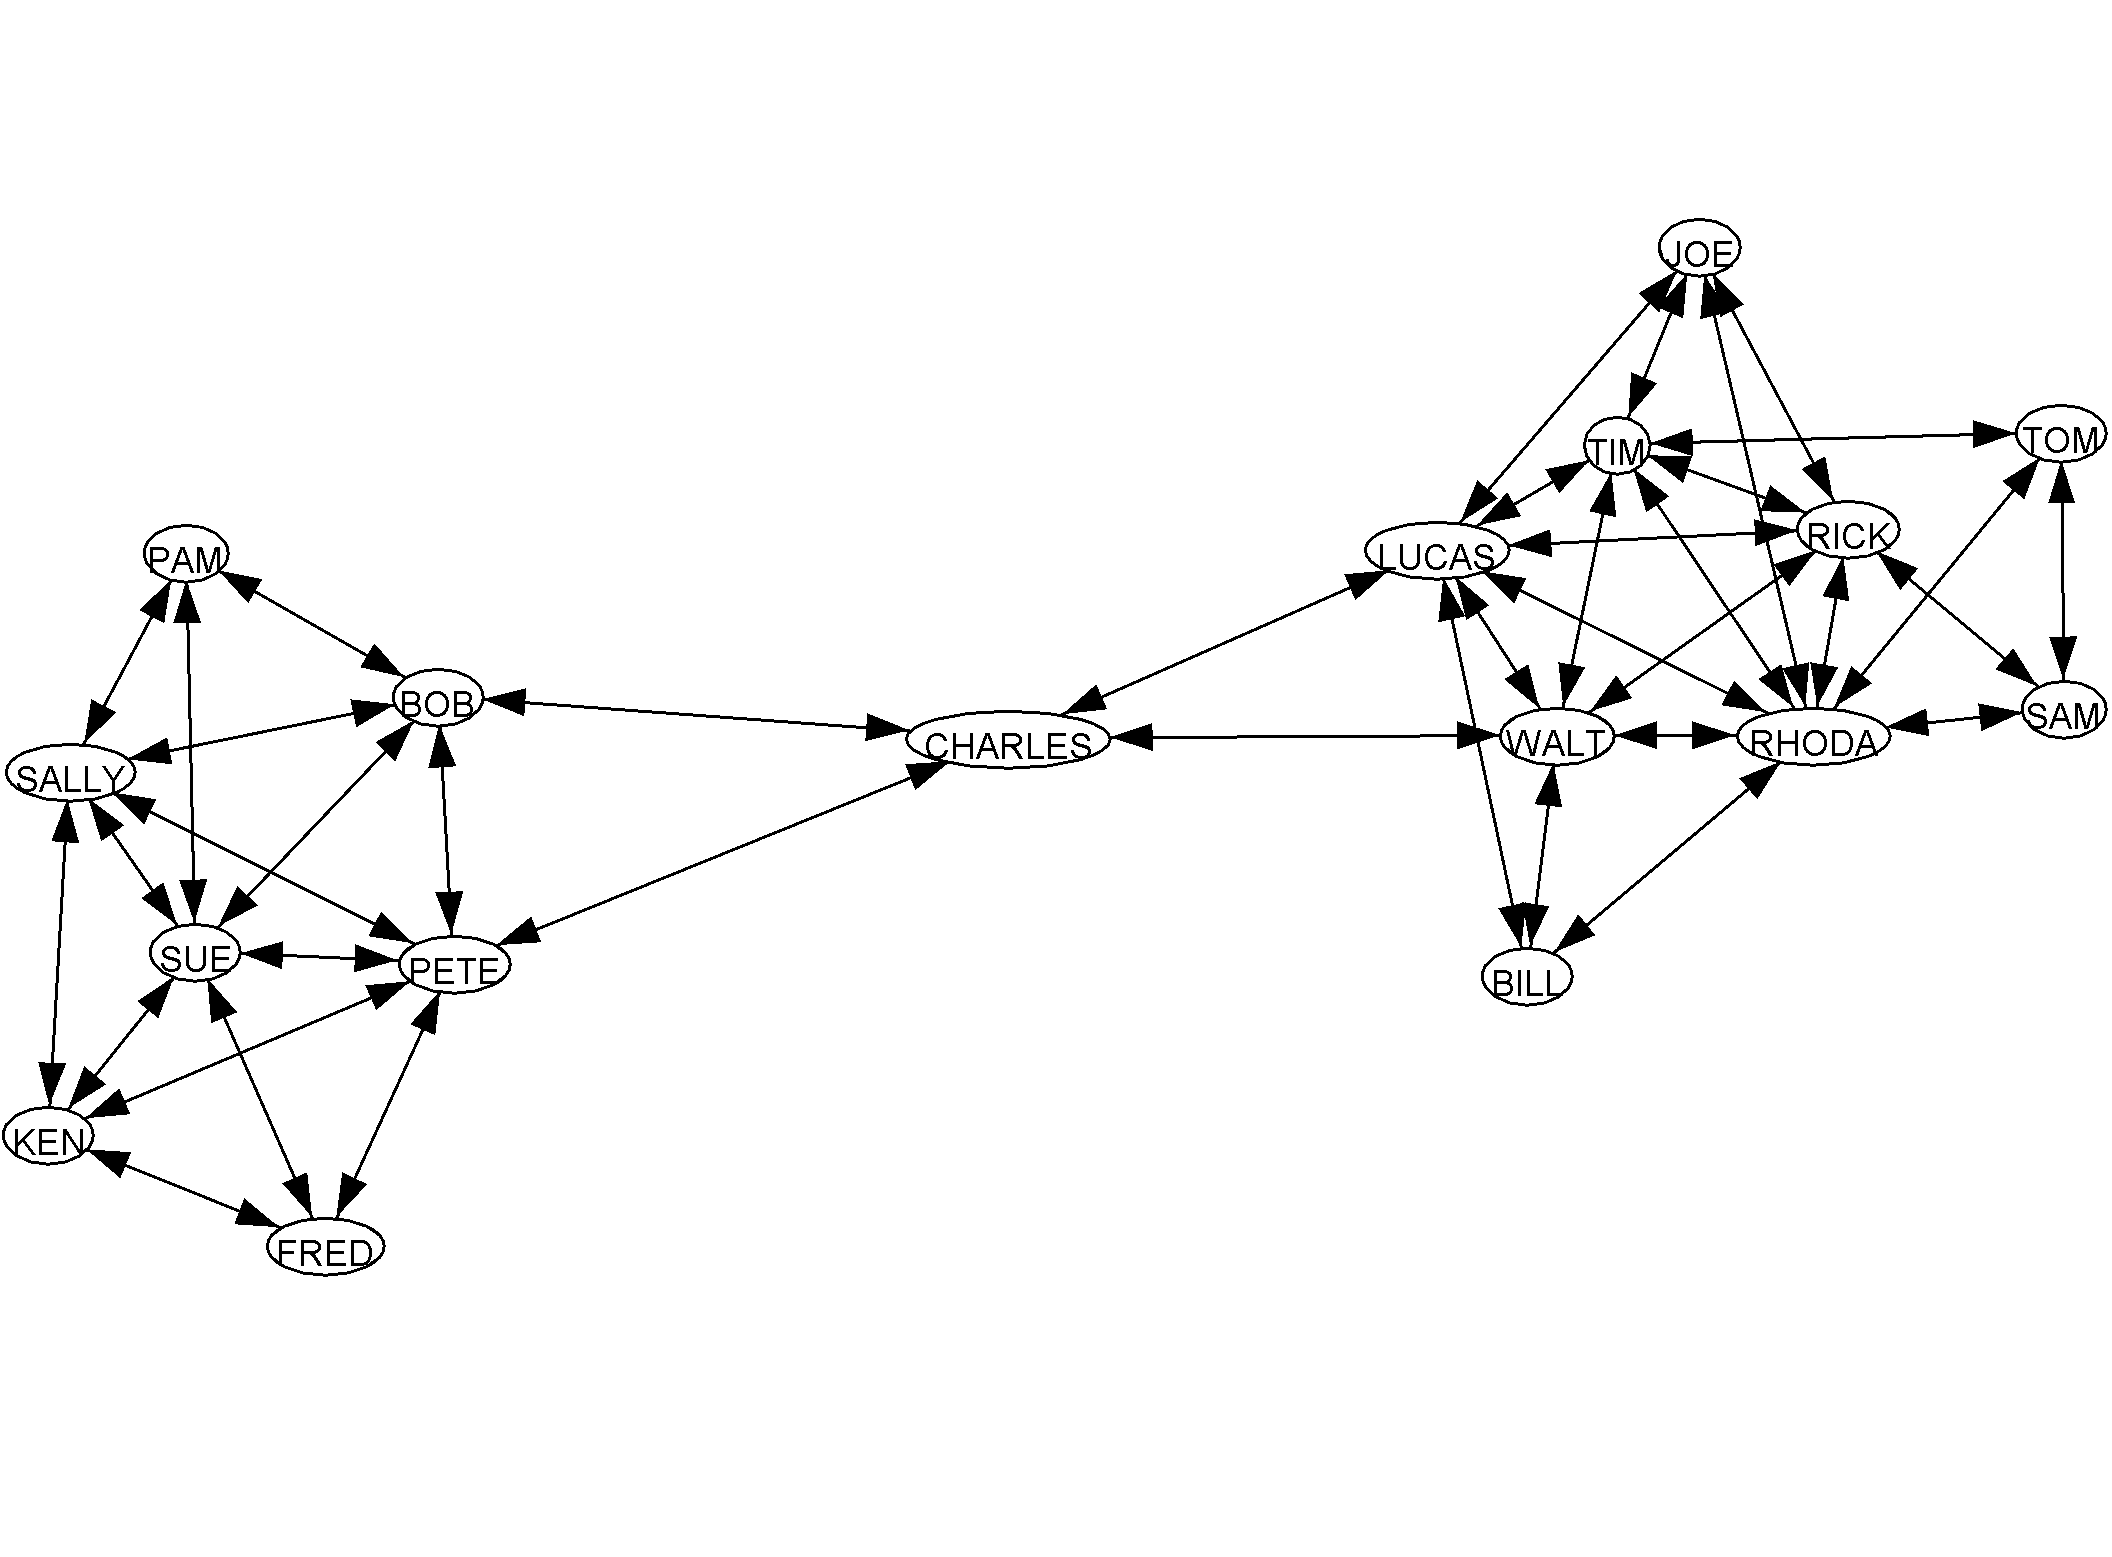 JOE
TOM
TIM
RICK
LUCAS
PAM
BOB
SAM
CHARLES
WALT
RHODA
SALLY
SUE
PETE
BILL
KEN
FRED